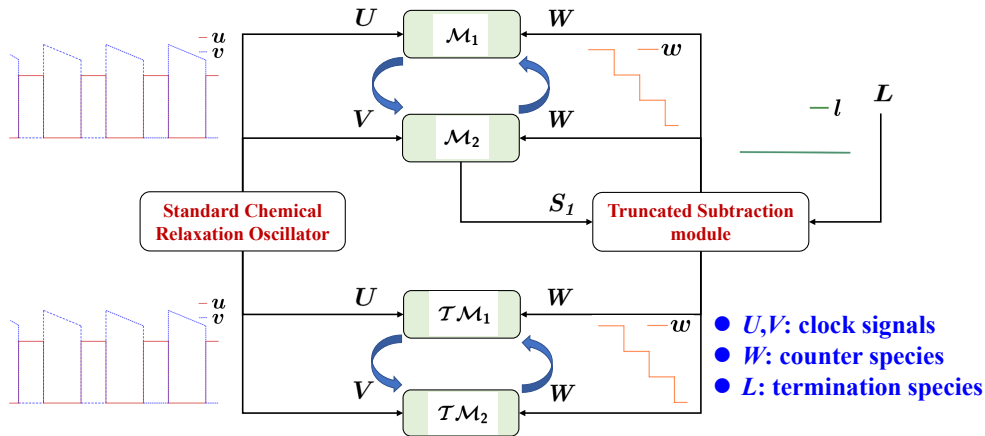 u
v
U
M₁
W
w
V
M₂
W
l
L
S₁
Standard Chemical
Relaxation Oscillator
Truncated Subtraction
module
u
v
U
TM₁
W
w
V
TM₂
W
● U,V: clock signals
● W: counter species
● L: termination species